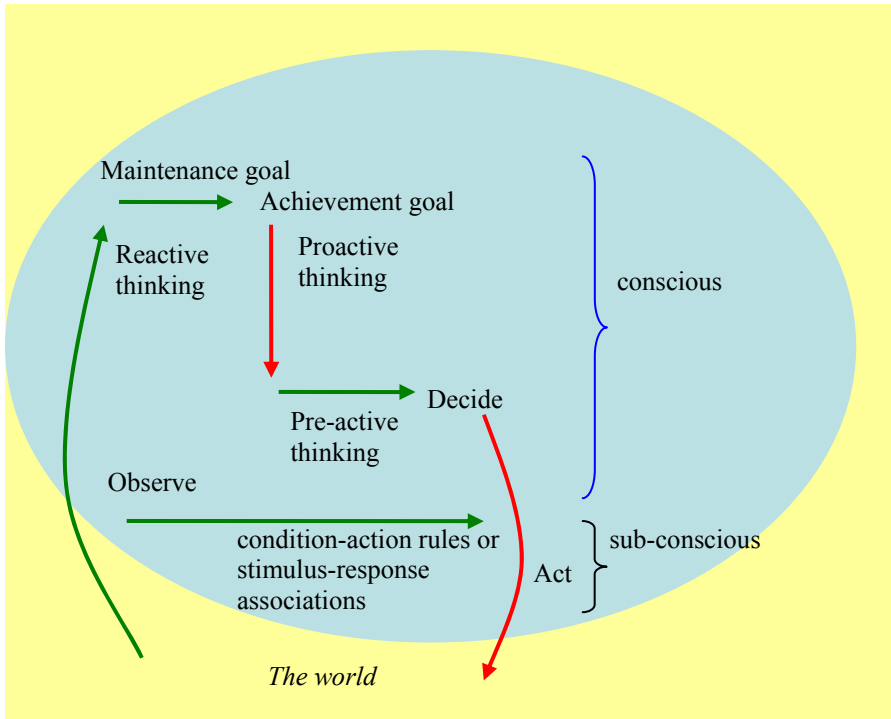 Maintenance goal
Achievement goal
Reactive
thinking
Proactive
thinking
conscious
Pre-active
thinking
Decide
Observe
condition-action rules or
stimulus-response
associations
Act
sub-conscious
The world